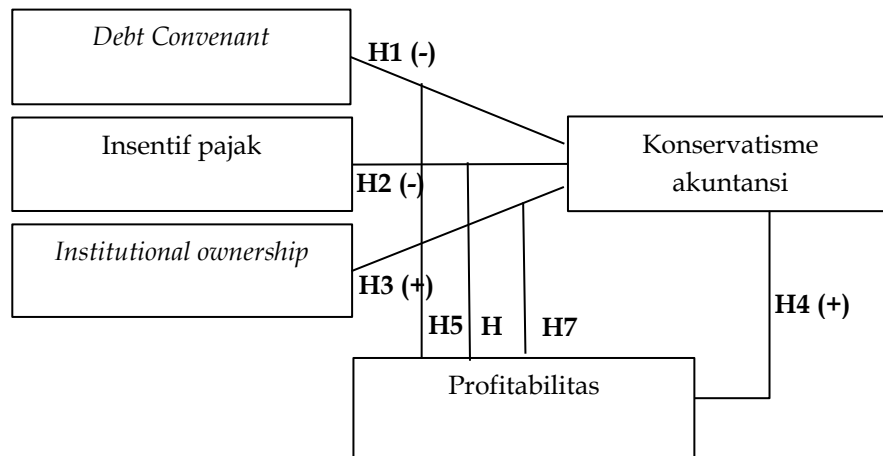 Debt Convenant
H1 (-)
Insentif pajak
H2 (-)
Institutional ownership
H3 (+)
Konservatisme
akuntansi
H4 (+)
H5 H H7
Profitabilitas